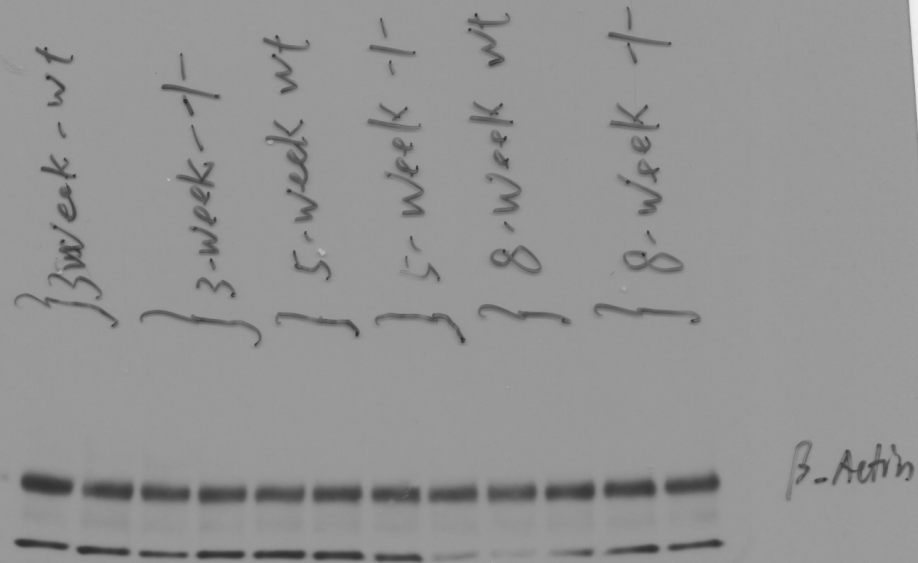 3week-wt
3-week--/-
5-week wt
5-week -/-
8-week wt
8-week -/-
β-Actin